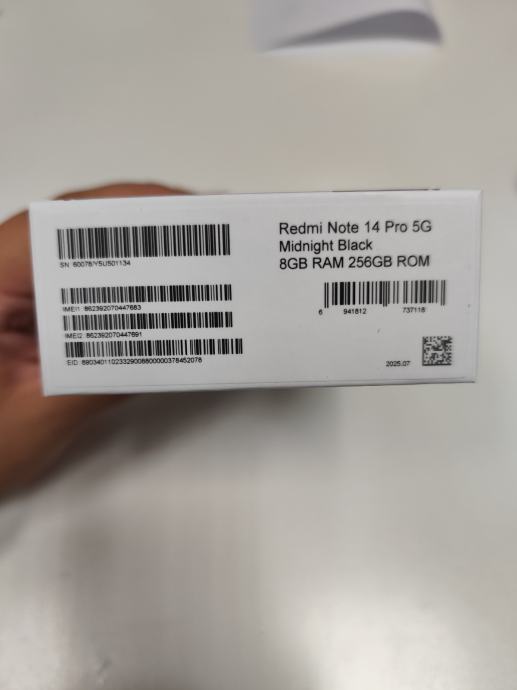 SN 60078/Y5US01134
IMEI1 862392070447683
IMEI2 862392070447691
EID 89034011023329008800000378452078
Redmi Note 14 Pro 5G
Midnight Black
8GB RAM 256GB ROM
6 941812 737118
2025.07